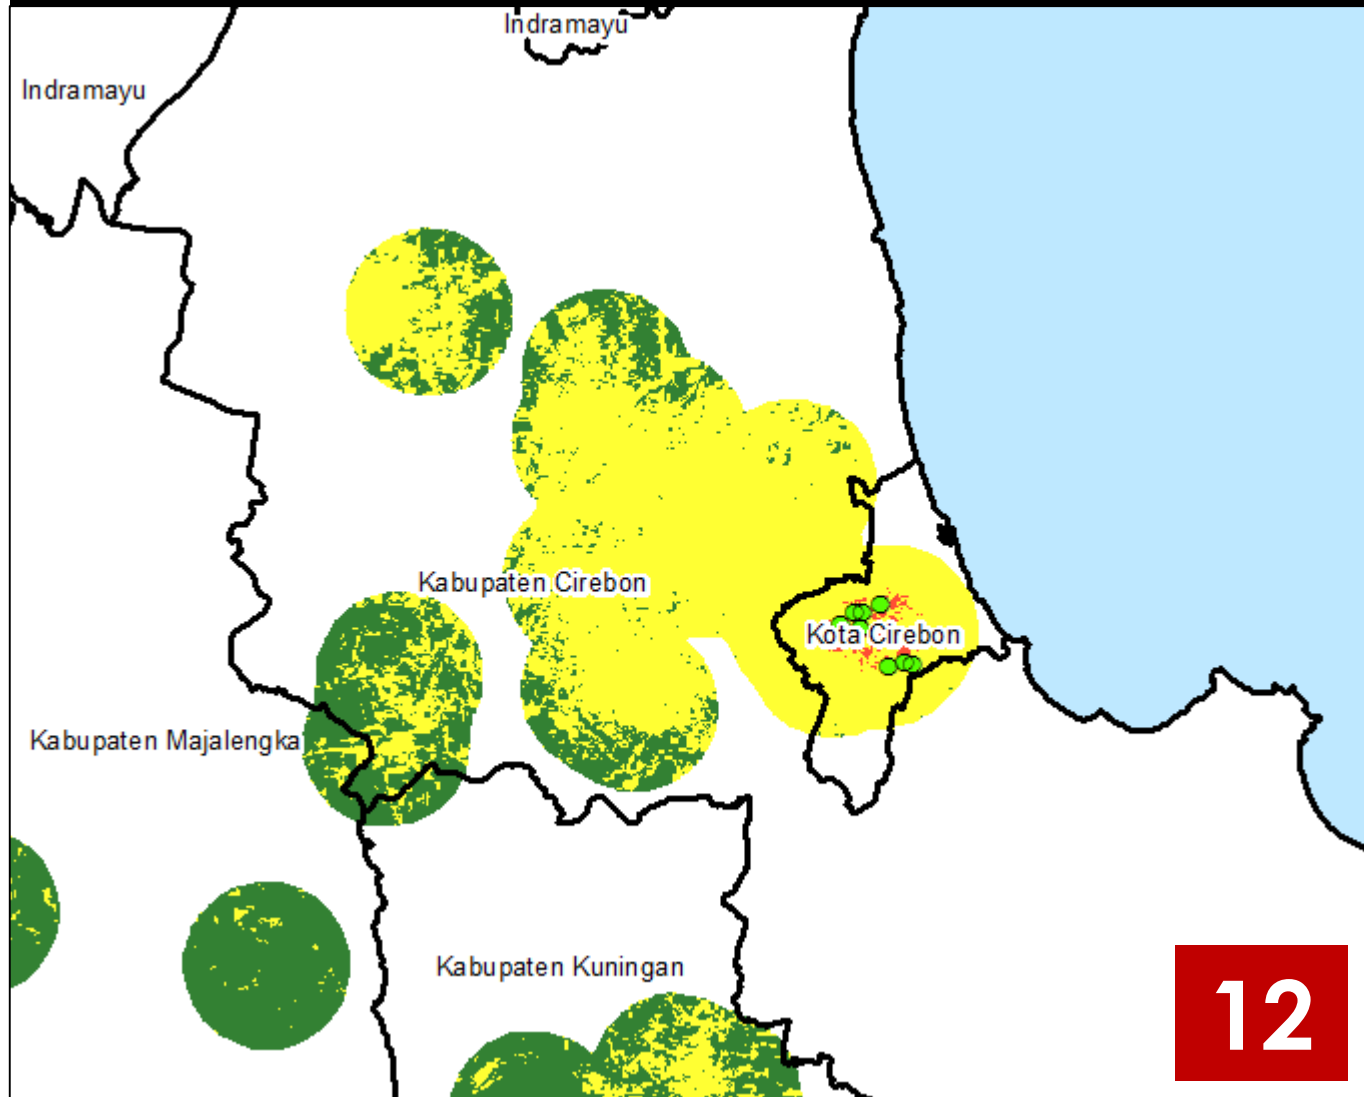 Indramayu
Indramayu
Kabupaten Cirebon
Kota Cirebon
Kabupaten Majalengka
Kabupaten Kuningan
12